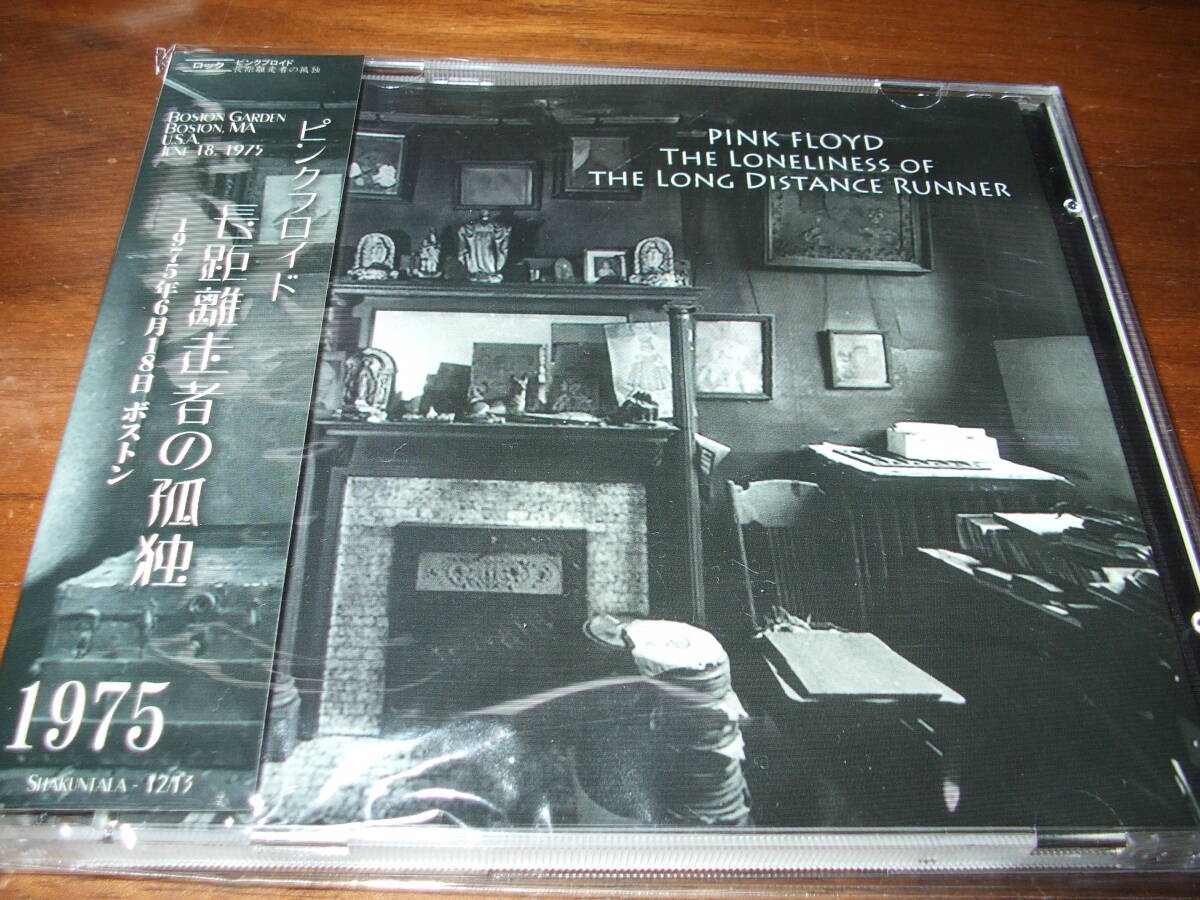 ロック
ピンクフロイド
長距離走者の孤独
BOSTON GARDEN
BOSTON, MA
U.S.A.
JUNE 18, 1975
ピンクフロイド
長距離走者の孤独
1975年6月18日 ボストン
1975
SHAKUNTALA - 12/13
PINK FLOYD
THE LONELINESS OF
THE LONG DISTANCE RUNNER